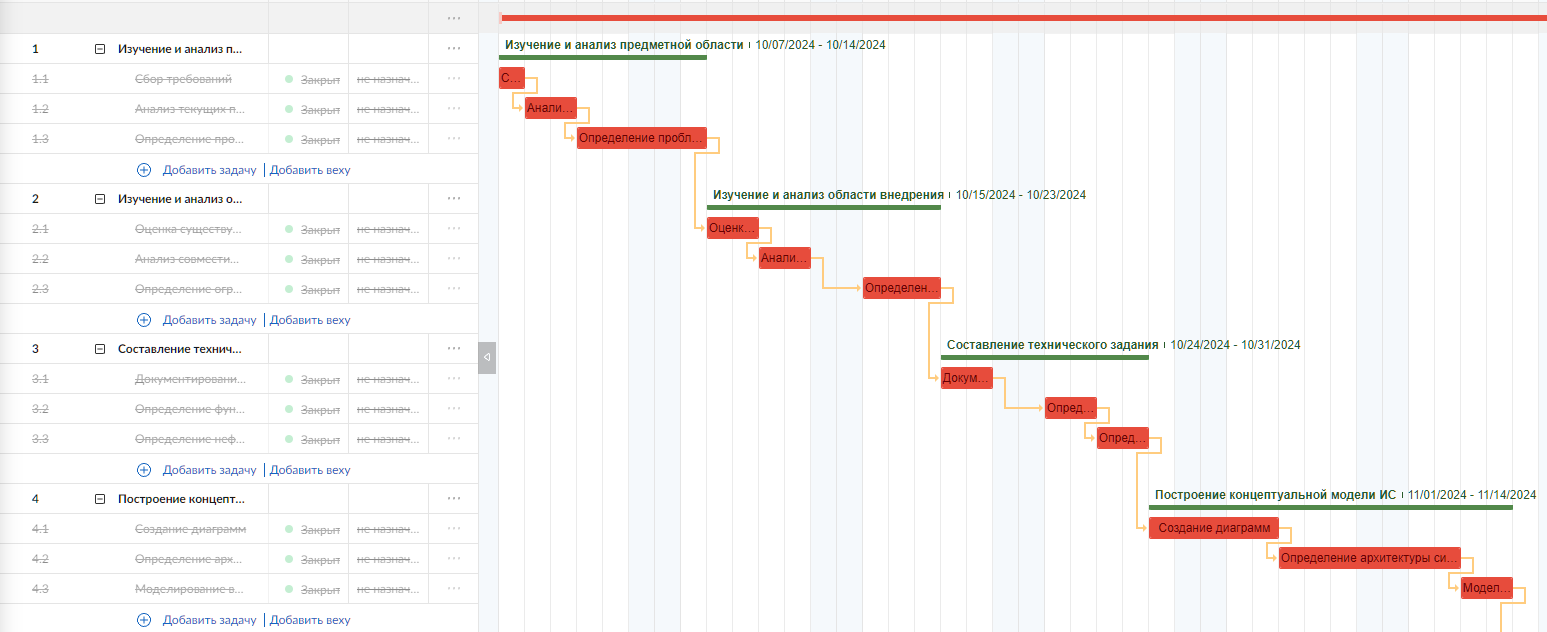 ...
Изучение и анализ предметной области 10/07/2024 - 10/14/2024
1 Изучение и анализ п... ...
1.1 Сбор требований Закрыт не назнач... ... С...
1.2 Анализ текущих п... Закрыт не назнач... ... Анали...
1.3 Определение про... Закрыт не назнач... ... Определение пробл...
Добавить задачу | Добавить веху
Изучение и анализ области внедрения 10/15/2024 - 10/23/2024
2 Изучение и анализ о... ...
2.1 Оценка существу... Закрыт не назнач... ... Оценк...
2.2 Анализ совмести... Закрыт не назнач... ... Анали...
2.3 Определение огр... Закрыт не назнач... ... Определен...
Добавить задачу | Добавить веху
Составление технического задания 10/24/2024 - 10/31/2024
3 Составление технич... ...
3.1 Документировани... Закрыт не назнач... ... Докум...
3.2 Определение фун... Закрыт не назнач... ... Опред...
3.3 Определение неф... Закрыт не назнач... ... Опред...
Добавить задачу | Добавить веху
Построение концептуальной модели ИС 11/01/2024 - 11/14/2024
4 Построение концепт... ...
4.1 Создание диаграмм Закрыт не назнач... ... Создание диаграмм
4.2 Определение арх... Закрыт не назнач... ... Определение архитектуры си...
4.3 Моделирование в... Закрыт не назнач... ... Модел...
Добавить задачу | Добавить веху